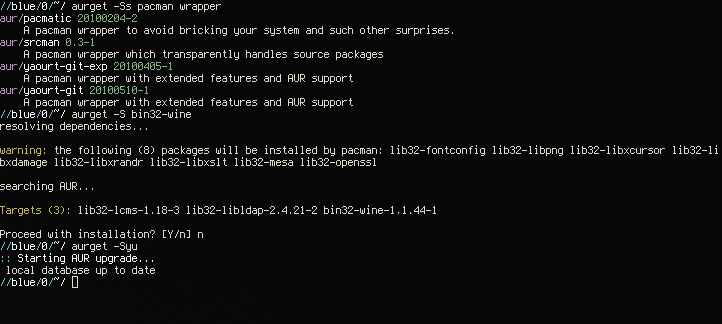 //blue/0/~/ aurget -Ss pacman wrapper
aur/pacmatic 20100204-2
    A pacman wrapper to avoid bricking your system and such other surprises.
aur/srcman 0.3-1
    A pacman wrapper which transparently handles source packages
aur/yaourt-git-exp 20100405-1
    A pacman wrapper with extended features and AUR support
aur/yaourt-git 20100510-1
    A pacman wrapper with extended features and AUR support
//blue/0/~/ aurget -S bin32-wine
resolving dependencies...
warning: the following (8) packages will be installed by pacman: lib32-fontconfig lib32-libpng lib32-libxcursor lib32-li
bxdamage lib32-libxrandr lib32-libxslt lib32-mesa lib32-openssl
searching AUR...
Targets (3): lib32-lcms-1.18-3 lib32-libldap-2.4.21-2 bin32-wine-1.1.44-1
Proceed with installation? [Y/n] n
//blue/0/~/ aurget -Syu
:: Starting AUR upgrade...
 local database up to date
//blue/0/~/